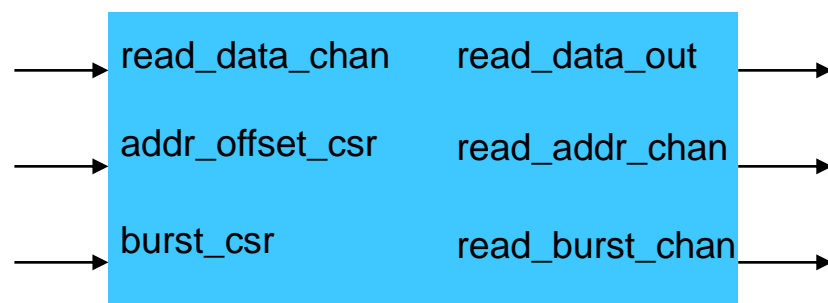 read_data_chan read_data_out
addr_offset_csr read_addr_chan
burst_csr read_burst_chan